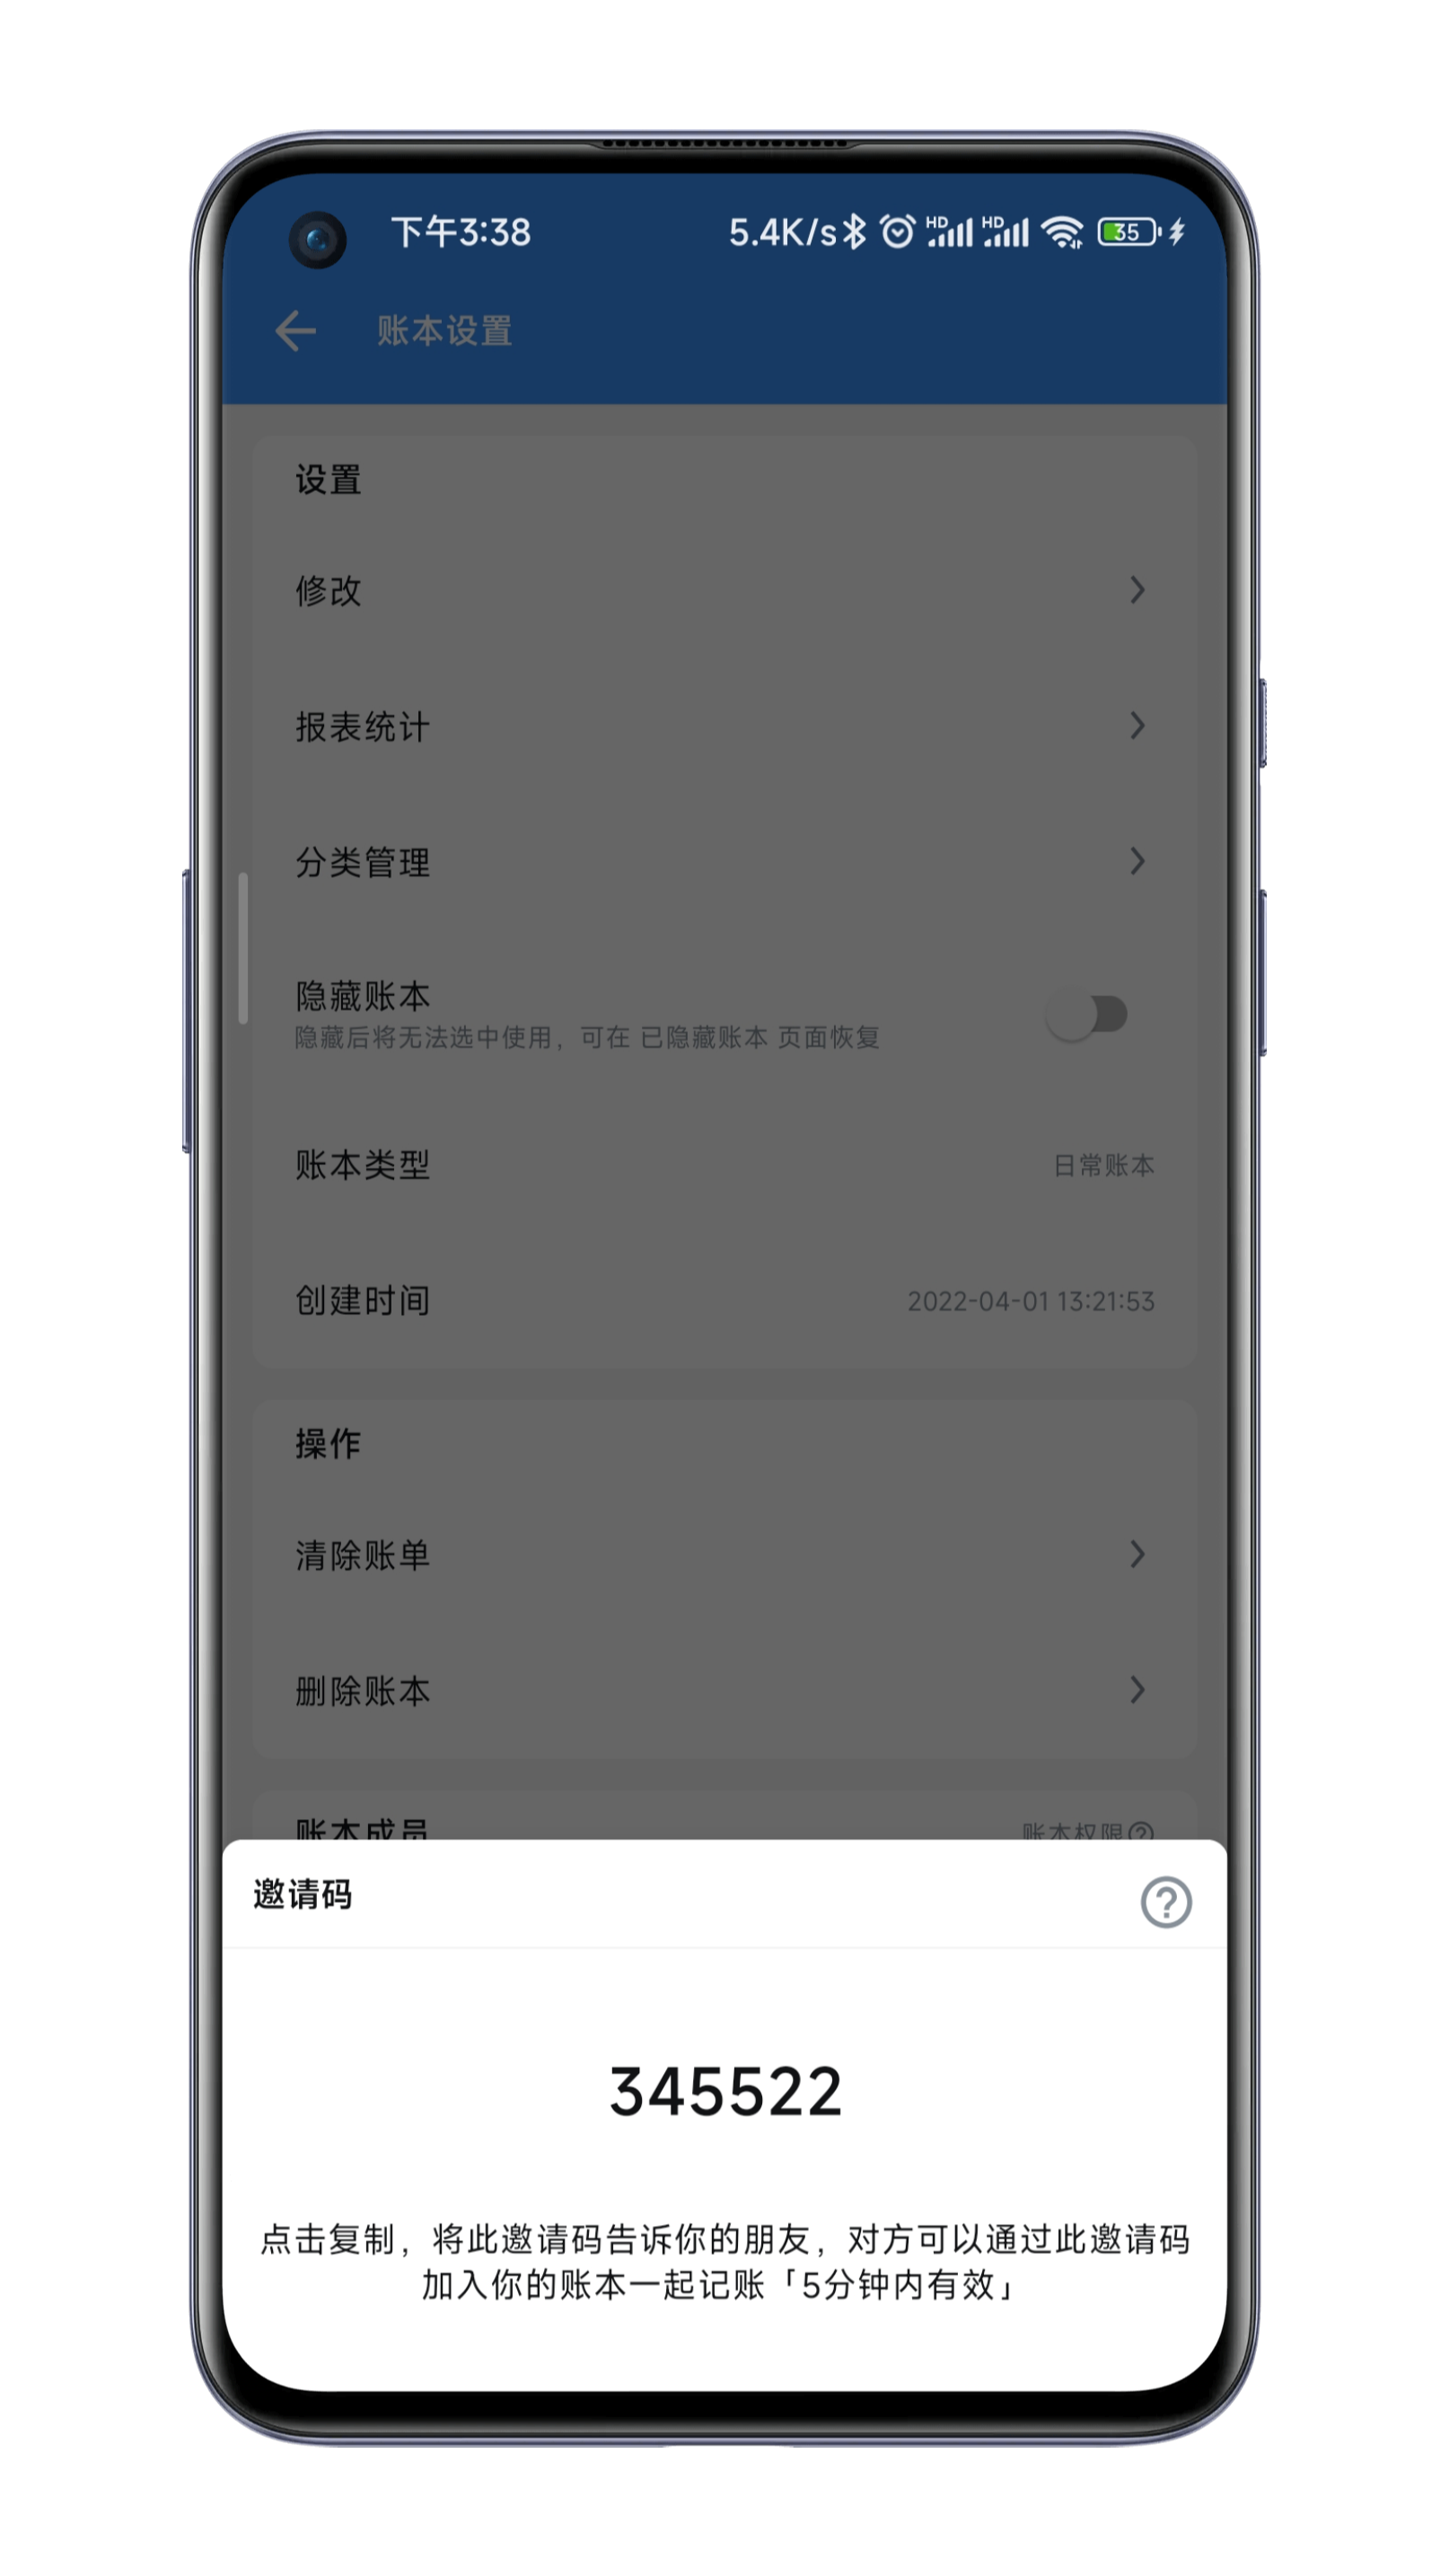 下午3:38
5.4K/s HD HD 35
账本设置
设置
修改
报表统计
分类管理
隐藏账本
隐藏后将无法选中使用，可在 已隐藏账本 页面恢复
账本类型 日常账本
创建时间 2022-04-01 13:21:53
操作
清除账单
删除账本
账本成员 账本权限?
邀请码 ?
345522
点击复制，将此邀请码告诉你的朋友，对方可以通过此邀请码
加入你的账本一起记账「5分钟内有效」